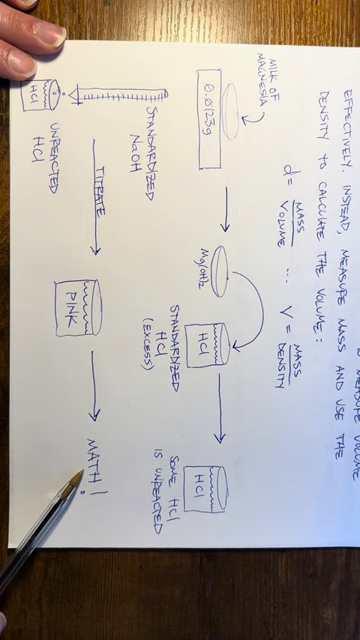 MEASURE VOLUME
EFFECTIVELY. INSTEAD, MEASURE MASS AND USE THE
DENSITY TO CALCULATE THE VOLUME:
d = MASS / VOLUME ... V = MASS / DENSITY
MILK OF
MAGNESIA
0.0123g
Mg(OH)2
HCl
STANDARDIZED
HCl
(EXCESS)
HCl
SOME HCl
IS UNREACTED
STANDARDIZED
NaOH
HCl
UNREACTED
HCl
TITRATE
PINK
MATH!